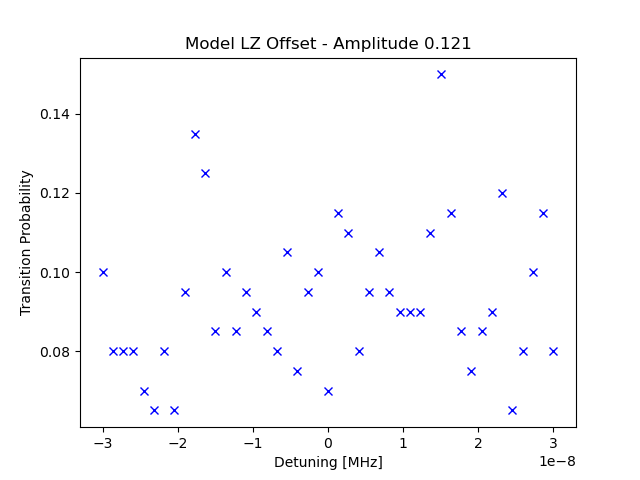 Model LZ Offset - Amplitude 0.121
Transition Probability
0.14
0.12
0.10
0.08
−3
−2
−1
0
1
2
3
1e−8
Detuning [MHz]